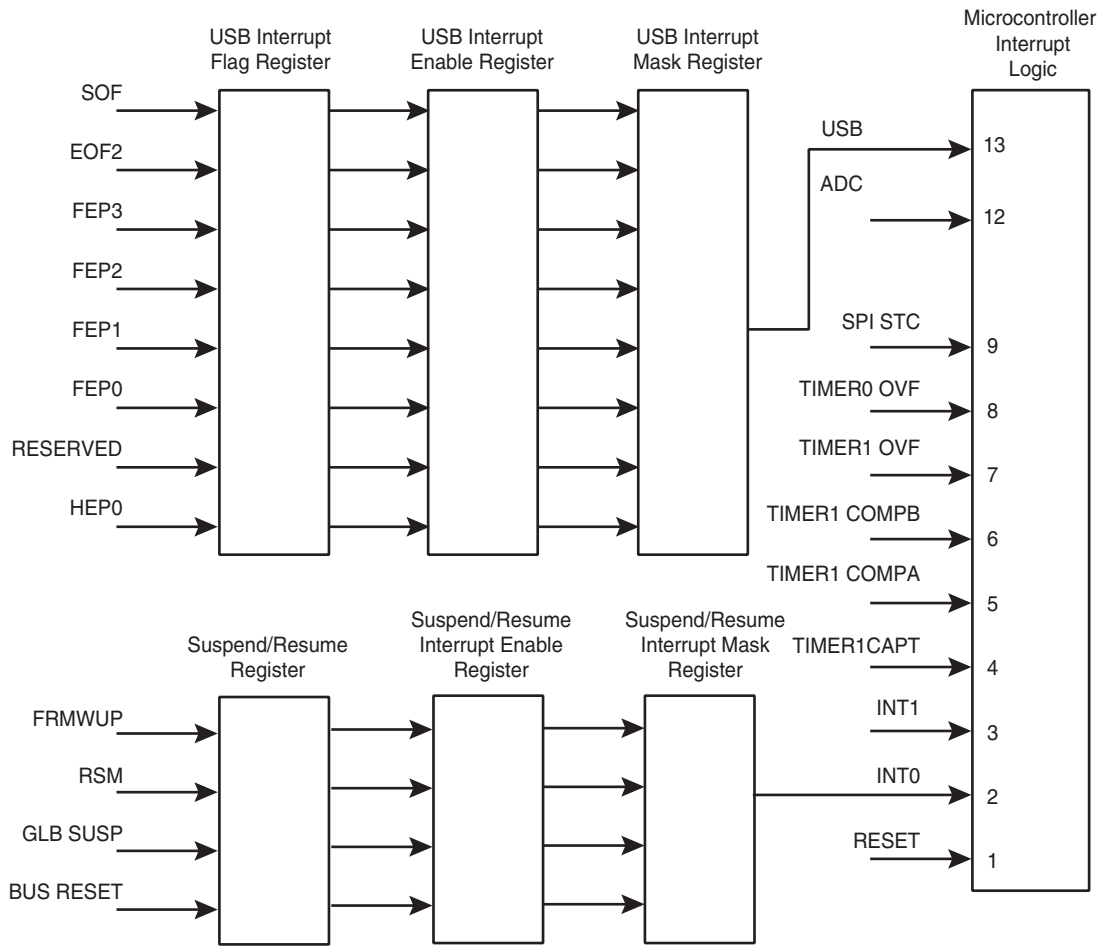 Microcontroller
Interrupt
Logic
USB Interrupt
Flag Register
USB Interrupt
Enable Register
USB Interrupt
Mask Register
SOF
EOF2
FEP3
FEP2
FEP1
FEP0
RESERVED
HEP0
USB
13
ADC
12
SPI STC
9
TIMER0 OVF
8
TIMER1 OVF
7
TIMER1 COMPB
6
TIMER1 COMPA
5
TIMER1CAPT
4
INT1
3
INT0
2
RESET
1
Suspend/Resume
Register
Suspend/Resume
Interrupt Enable
Register
Suspend/Resume
Interrupt Mask
Register
FRMWUP
RSM
GLB SUSP
BUS RESET